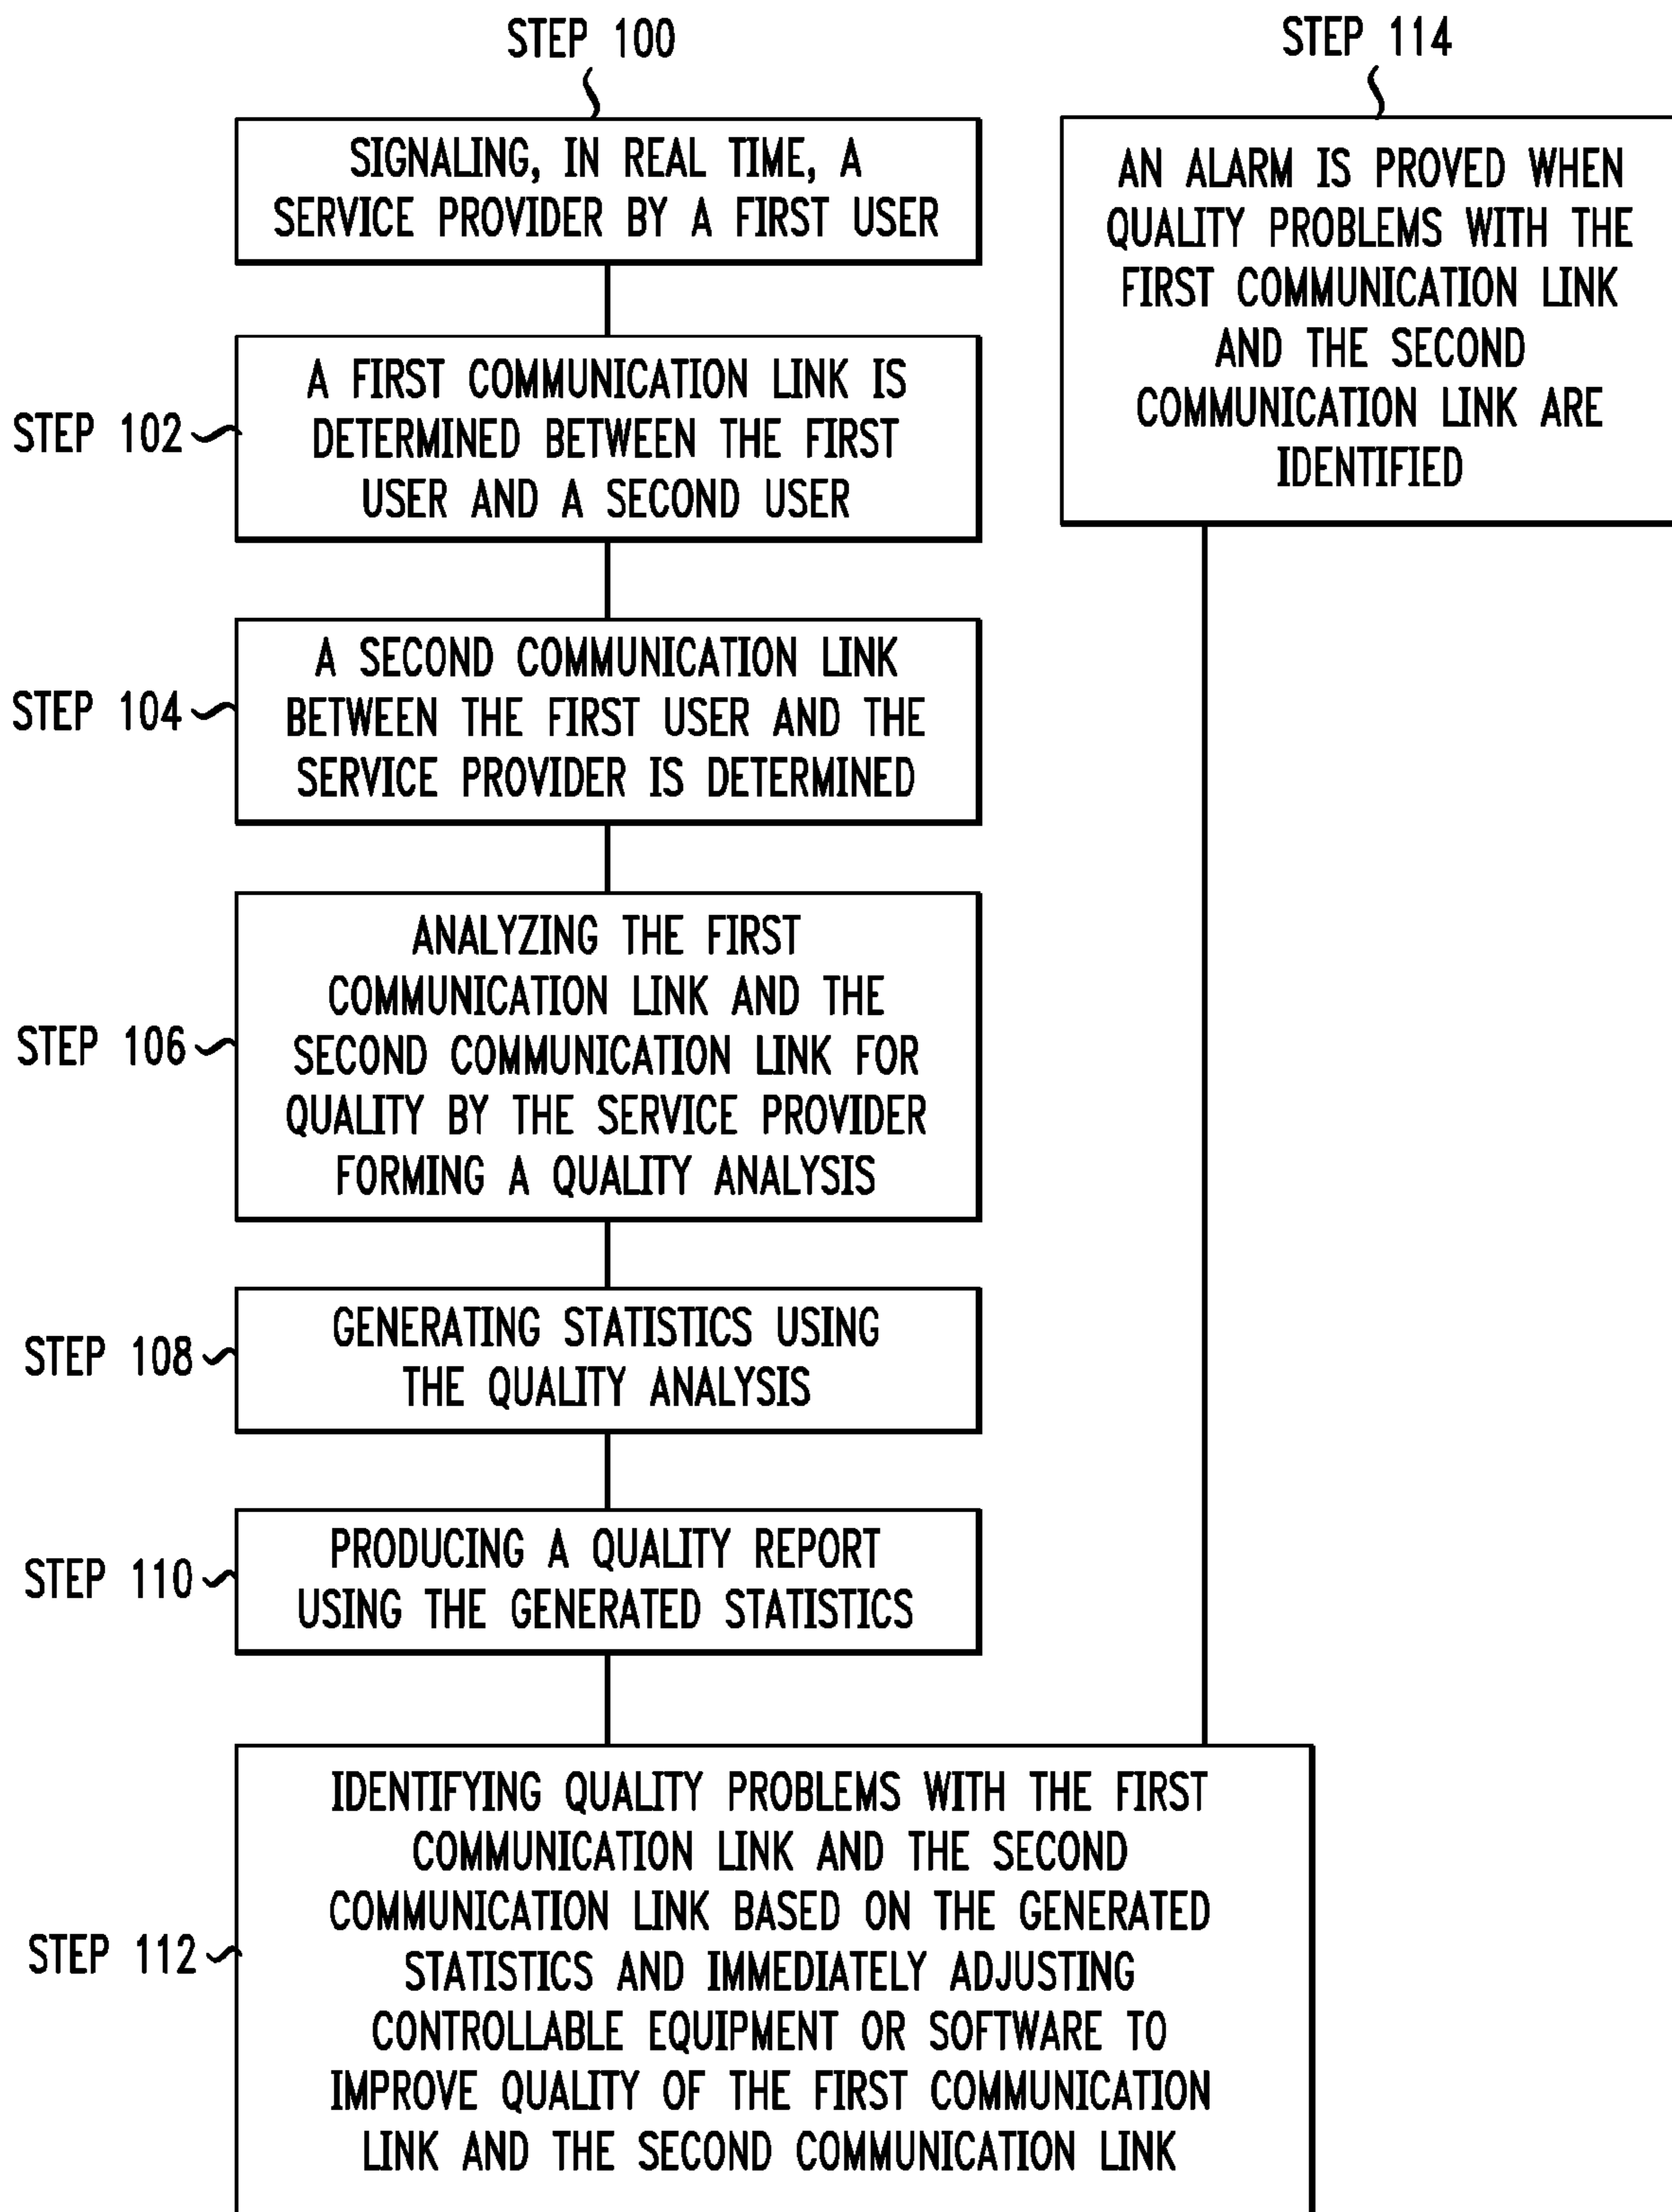 STEP 100
SIGNALING, IN REAL TIME, A
SERVICE PROVIDER BY A FIRST USER
STEP 102
A FIRST COMMUNICATION LINK IS
DETERMINED BETWEEN THE FIRST
USER AND A SECOND USER
STEP 104
A SECOND COMMUNICATION LINK
BETWEEN THE FIRST USER AND THE
SERVICE PROVIDER IS DETERMINED
STEP 106
ANALYZING THE FIRST
COMMUNICATION LINK AND THE
SECOND COMMUNICATION LINK FOR
QUALITY BY THE SERVICE PROVIDER
FORMING A QUALITY ANALYSIS
STEP 108
GENERATING STATISTICS USING
THE QUALITY ANALYSIS
STEP 110
PRODUCING A QUALITY REPORT
USING THE GENERATED STATISTICS
STEP 112
IDENTIFYING QUALITY PROBLEMS WITH THE FIRST
COMMUNICATION LINK AND THE SECOND
COMMUNICATION LINK BASED ON THE GENERATED
STATISTICS AND IMMEDIATELY ADJUSTING
CONTROLLABLE EQUIPMENT OR SOFTWARE TO
IMPROVE QUALITY OF THE FIRST COMMUNICATION
LINK AND THE SECOND COMMUNICATION LINK
STEP 114
AN ALARM IS PROVED WHEN
QUALITY PROBLEMS WITH THE
FIRST COMMUNICATION LINK
AND THE SECOND
COMMUNICATION LINK ARE
IDENTIFIED